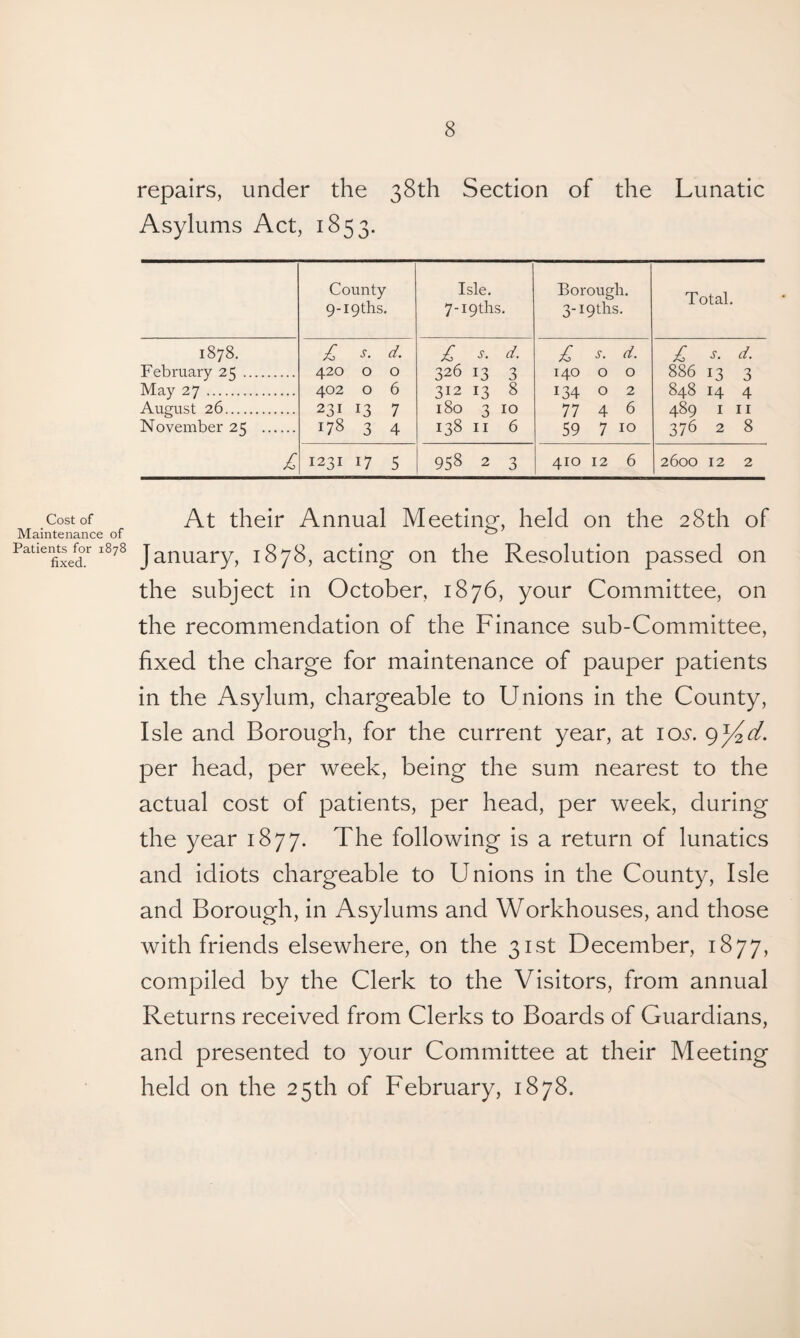 8
repairs, under the 38th Section of the Lunatic
Asylums Act, 1853.
County 9-19ths. Isle. 7-19ths. Borough. 3-19ths. Total.
1878. £ s. d. £ s. d. £ s. d. £ s. d.
February 25 .......... 420 0 0 326 13 3 140 0 0 886 13 3
May 27 ............... 402 0 6 312 13 8 134 0 2 848 14 4
August 26............. 231 13 7 180 3 10 77 4 6 489 1 11
November 25 ...... 178 3 4 138 11 6 59 7 10 376 2 8
£ 1231 17 5 958 2 3 410 12 6 2600 12 2
Cost of
Maintenance of
Patients for 1878
fixed.
At their Annual Meeting, held on the 28th of
January, 1878, acting on the Resolution passed on
the subject in October, 1876, your Committee, on
the recommendation of the Finance sub-Committee,
fixed the charge for maintenance of pauper patients
in the Asylum, chargeable to Unions in the County,
Isle and Borough, for the current year, at 10s. 9½d.
per head, per week, being the sum nearest to the
actual cost of patients, per head, per week, during
the year 1877. The following is a return of lunatics
and idiots chargeable to Unions in the County, Isle
and Borough, in Asylums and Workhouses, and those
with friends elsewhere, on the 31st December, 1877,
compiled by the Clerk to the Visitors, from annual
Returns received from Clerks to Boards of Guardians,
and presented to your Committee at their Meeting
held on the 25th of February, 1878.